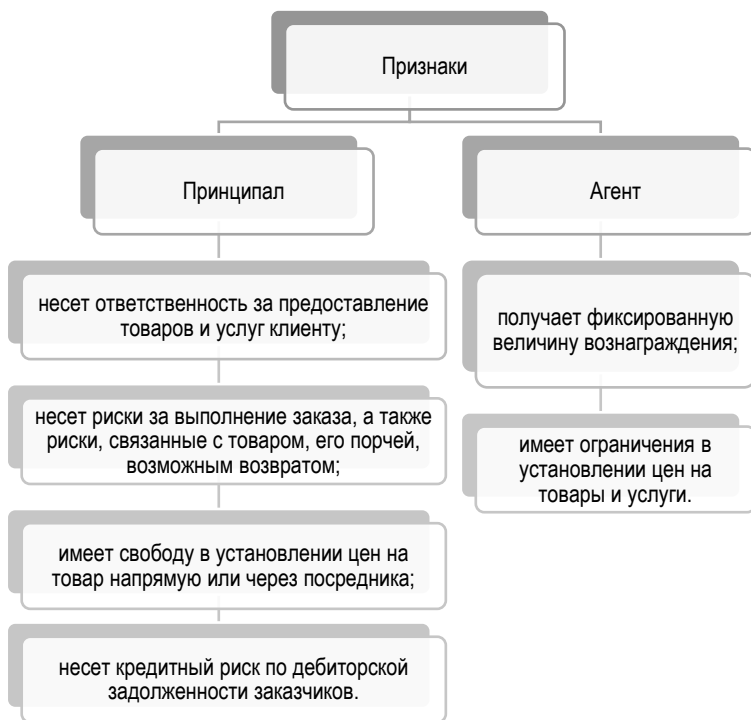 Признаки
Принципал
Агент
несет ответственность за предоставление
товаров и услуг клиенту;
несет риски за выполнение заказа, а также
риски, связанные с товаром, его порчей,
возможным возвратом;
имеет свободу в установлении цен на
товар напрямую или через посредника;
несет кредитный риск по дебиторской
задолженности заказчиков.
получает фиксированную
величину вознаграждения;
имеет ограничения в
установлении цен на
товары и услуги.